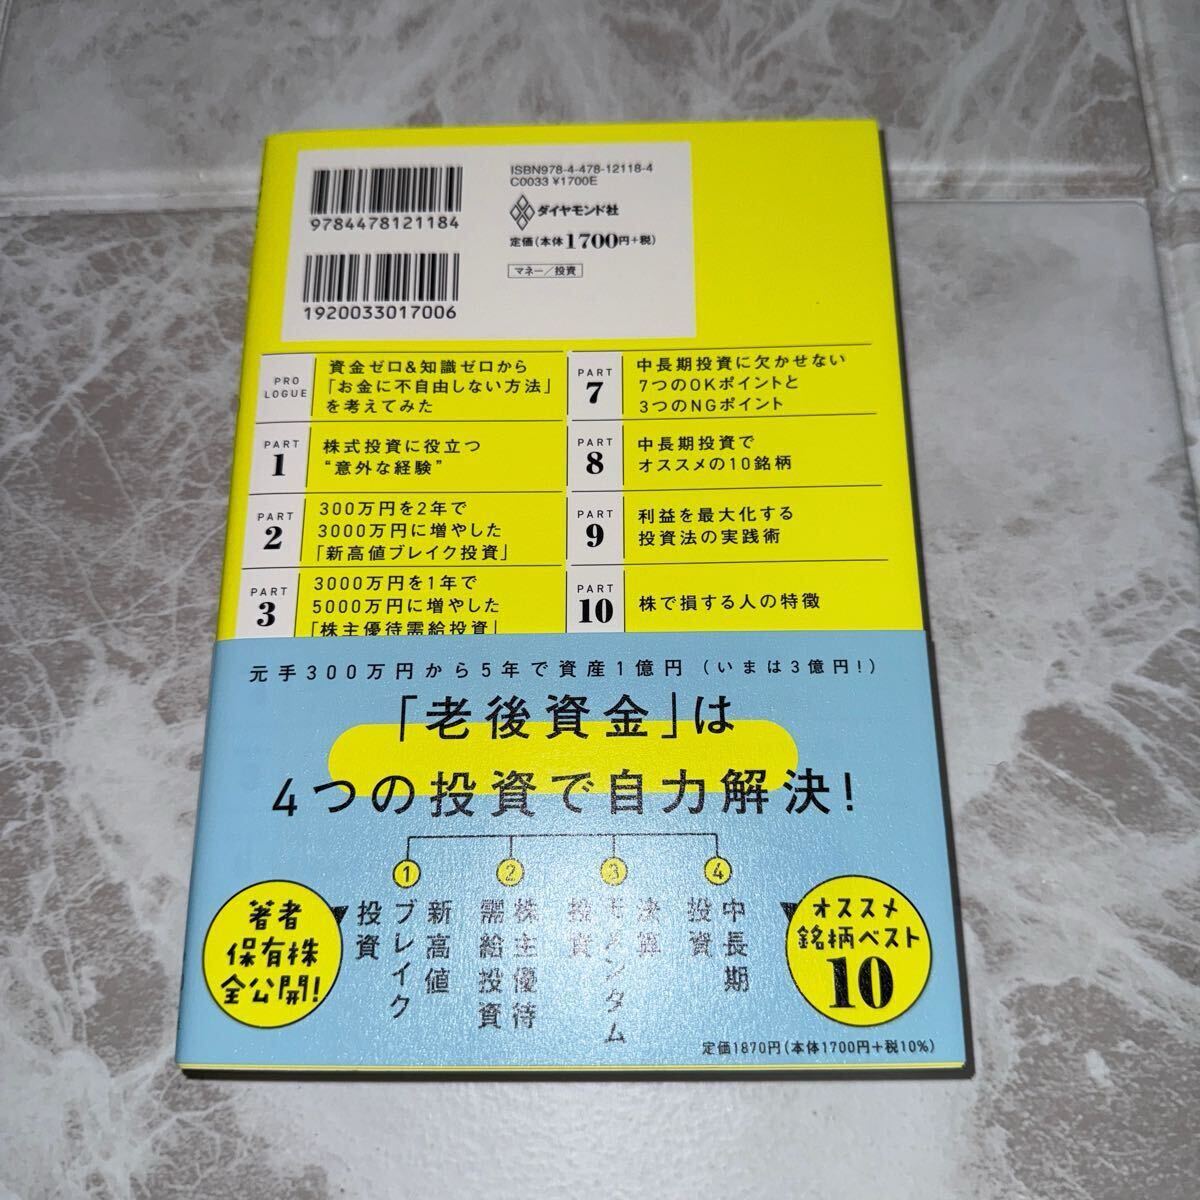 ISBN978-4-478-12118-4
C0033 ¥1700E
9784478121184
ダイヤモンド社
定価(本体1700円+税)
マネー/投資
1920033017006
PROLOGUE
資金ゼロ&知識ゼロから
「お金に不自由しない方法」
を考えてみた
PART
1
株式投資に役立つ
“意外な経験”
PART
2
300万円を2年で
3000万円に増やした
「新高値ブレイク投資」
PART
3
3000万円を1年で
5000万円に増やした
「株主優待需給投資」
PART
7
中長期投資に欠かせない
7つのOKポイントと
3つのNGポイント
PART
8
中長期投資で
オススメの10銘柄
PART
9
利益を最大化する
投資法の実践術
PART
10
株で損する人の特徴
元手300万円から5年で資産1億円(いまは3億円!)
「老後資金」は
4つの投資で自力解決!
1
新高値
ブレイク
投資
2
株主優待
需給投資
3
決算
モメンタム
投資
4
中長期
投資
著者
保有株
全公開!
オススメ
銘柄ベスト
10
定価1870円(本体1700円+税10%)